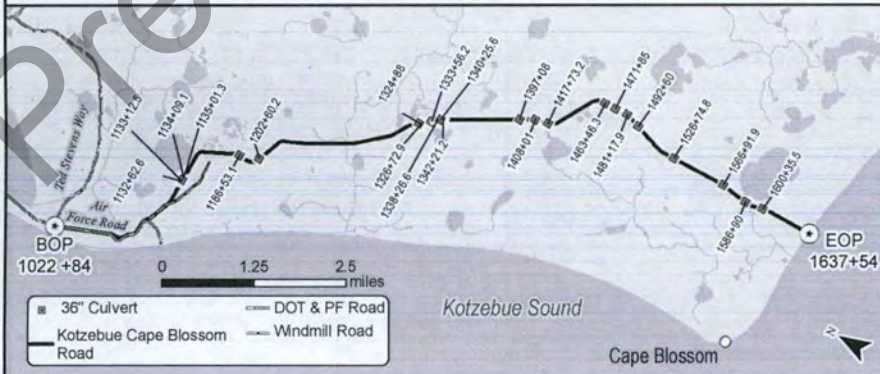 Pre
Ted Stevens Way
Air
Force Road
BOP
1022 +84
1132+62.6
1133+12.8
1134+09.1
1135+01.3
1186+53.1
1202+60.2
1324+88
1326+72.9
1333+56.2
1338+26.6
1340+25.6
1342+21.2
1397+08
1408+01
1417+73.2
1463+46.3
1471+85
1481+17.9
1492+60
1526+74.8
1566+91.9
1586+90
1600+35.5
EOP
1637+54
0 1.25 2.5
miles
36" Culvert
DOT & PF Road
Kotzebue Cape Blossom
Road
Windmill Road
Kotzebue Sound
Cape Blossom
N